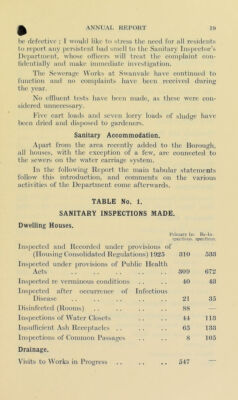 ANNUAL REPORT 19
be defective; I would like to stress the need for all residents
to report any persistent bad smell to the Sanitary Inspector's
Department, whose officers will treat the complaint con-
fidentially and make immediate investigation.
The Sewerage Works at Swanvale have continued to
function and no complaints have been received during
the year.
No effluent tests have been made, as these were con-
sidered unnecessary.
Five cart loads and seven lorry loads of sludge have
been dried and disposed to gardeners.
Sanitary Accommodation.
Apart from the area recently added to the Borough,
all houses, with the exception of a few, are connected to
the sewers on the water carriage system.
In the following Report the main tabular statements
follow this introduction, and comments on the various
activities of the Department come afterwards.
TABLE No. 1.
SANITARY INSPECTIONS MADE.
Dwelling Houses.
Primary In- Re-In-
spections. spections.
Inspected and Recorded under provisions of
(Housing Consolidated Regulations) 1925 310 533
Inspected under provisions of Public Health
Acts .. .. .. .. .. 309 672
Inspected re verminous conditions .. .. 40 43
Inspected after occurrence of Infectious
Disease .. .. .. .. .. 21 35
Disinfected (Rooms) .. .. .. .. 88 —
Inspections of Water Closets .. .. 44 113
Insufficient Ash Receptacles .. .. .. 65 133
Inspections of Common Passages .. .. 8 105
Drainage.
Visits to Works in Progress .. .. .. 547 —